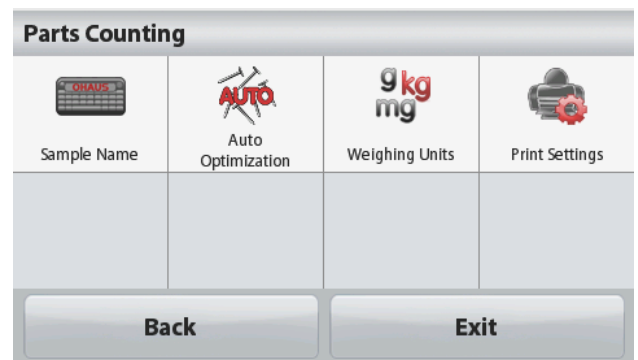 Parts Counting
OHAUS
AUTO
g kg
mg
Sample Name
Auto
Optimization
Weighing Units
Print Settings
Back
Exit